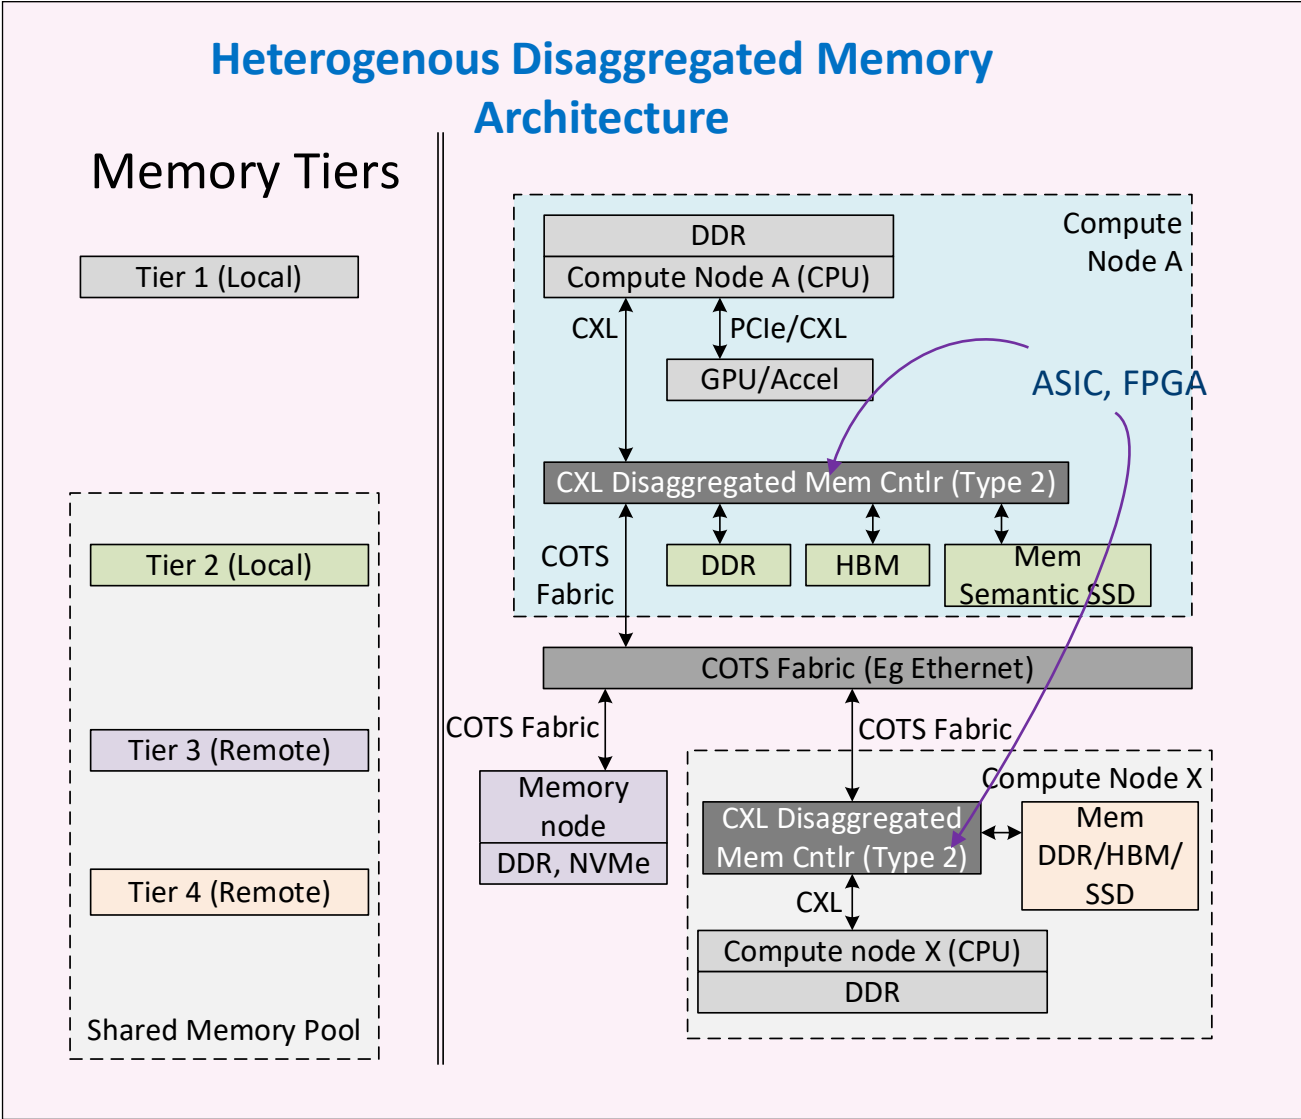 Heterogenous Disaggregated Memory
Architecture
Memory Tiers
Tier 1 (Local)
Tier 2 (Local)
Tier 3 (Remote)
Tier 4 (Remote)
Shared Memory Pool
Compute
Node A
DDR
Compute Node A (CPU)
CXL
PCIe/CXL
GPU/Accel
ASIC, FPGA
CXL Disaggregated Mem Cntlr (Type 2)
COTS
Fabric
DDR
HBM
Mem
Semantic SSD
COTS Fabric (Eg Ethernet)
COTS Fabric
COTS Fabric
Memory
node
DDR, NVMe
Compute Node X
CXL Disaggregated
Mem Cntlr (Type 2)
Mem
DDR/HBM/
SSD
CXL
Compute node X (CPU)
DDR